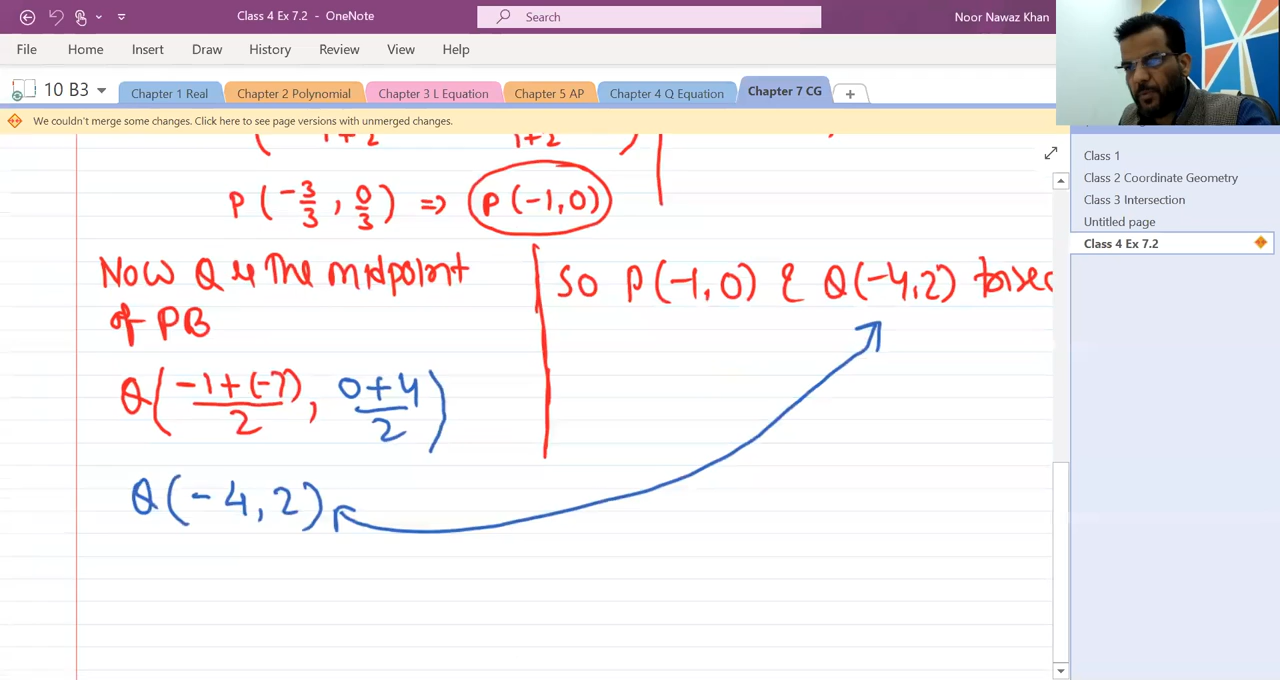 Class 4 Ex 7.2 - OneNote
Search
Noor Nawaz Khan
File Home Insert Draw History Review View Help
10 B3
Chapter 1 Real
Chapter 2 Polynomial
Chapter 3 L Equation
Chapter 5 AP
Chapter 4 Q Equation
Chapter 7 CG
We couldn't merge some changes. Click here to see page versions with unmerged changes.
1+2 1+2
P(-3/3, 0/3) => P(-1,0)
Now Q is the midpoint
of PB
Q(-1+(-7)/2, 0+4/2)
Q(-4,2)
So P(-1,0) & Q(-4,2)
Class 1
Class 2 Coordinate Geometry
Class 3 Intersection
Untitled page
Class 4 Ex 7.2